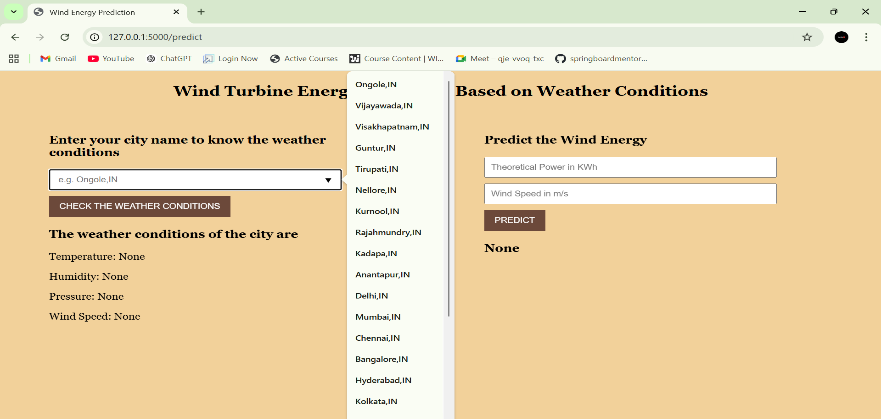 Wind Energy Prediction
127.0.0.1:5000/predict
Gmail
YouTube
ChatGPT
Login Now
Active Courses
Course Content | WI...
Meet - qje-vvoq-txc
springboardmentor...
Wind Turbine Energ Based on Weather Conditions
Enter your city name to know the weather
conditions
e.g. Ongole,IN
CHECK THE WEATHER CONDITIONS
The weather conditions of the city are
Temperature: None
Humidity: None
Pressure: None
Wind Speed: None
Ongole,IN
Vijayawada,IN
Visakhapatnam,IN
Guntur,IN
Tirupati,IN
Nellore,IN
Kurnool,IN
Rajahmundry,IN
Kadapa,IN
Anantapur,IN
Delhi,IN
Mumbai,IN
Chennai,IN
Bangalore,IN
Hyderabad,IN
Kolkata,IN
Predict the Wind Energy
Theoretical Power in KWh
Wind Speed in m/s
PREDICT
None